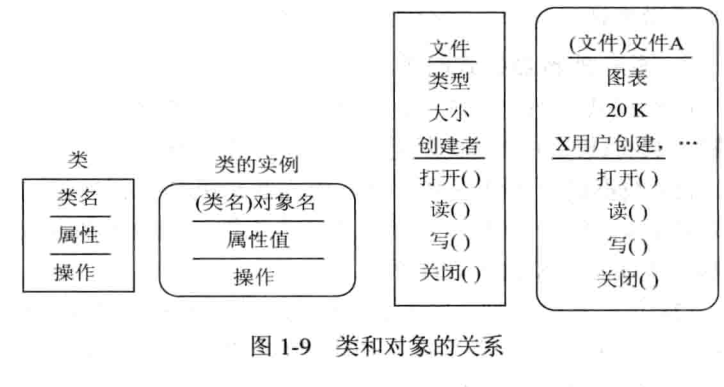 类
类名
属性
操作
类的实例
(类名)对象名
属性值
操作
文件
类型
大小
创建者
打开( )
读( )
写( )
关闭( )
(文件)文件A
图表
20 K
X用户创建，…
打开( )
读( )
写( )
关闭( )
图 1-9 类和对象的关系